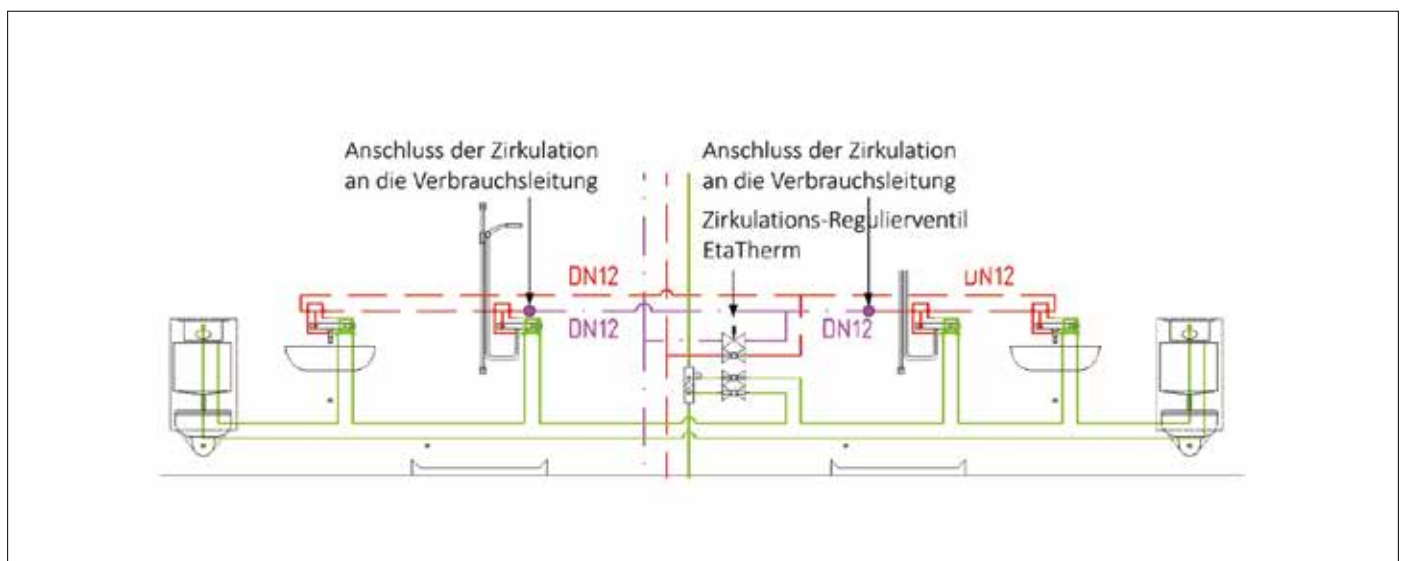 Anschluss der Zirkulation
an die Verbrauchsleitung
Anschluss der Zirkulation
an die Verbrauchsleitung
Zirkulations-Regulierventil
EtaTherm
DN12
DN12
DN12
DN12